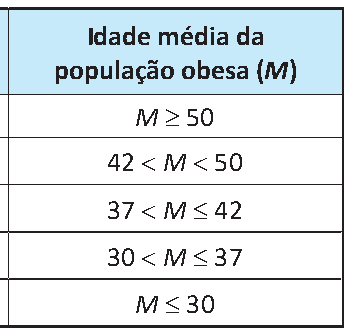 Idade média da
população obesa (M)
M ≥ 50
42 < M < 50
37 < M ≤ 42
30 < M ≤ 37
M ≤ 30